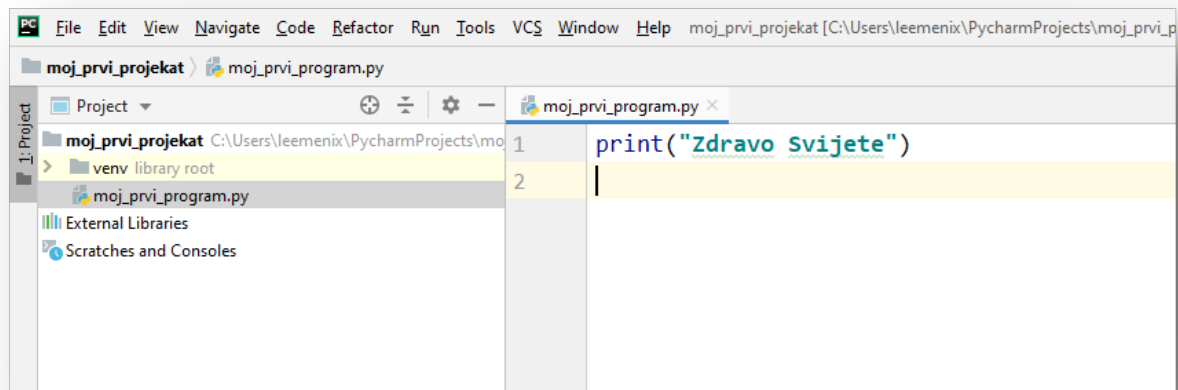 PC File Edit View Navigate Code Refactor Run Tools VCS Window Help moj_prvi_projekat [C:\Users\leemenix\PycharmProjects\moj_prvi_p
moj_prvi_projekat moj_prvi_program.py
1: Project
Project
moj_prvi_program.py
moj_prvi_projekat C:\Users\leemenix\PycharmProjects\mo
venv library root
moj_prvi_program.py
External Libraries
Scratches and Consoles
1 print("Zdravo Svijete")
2